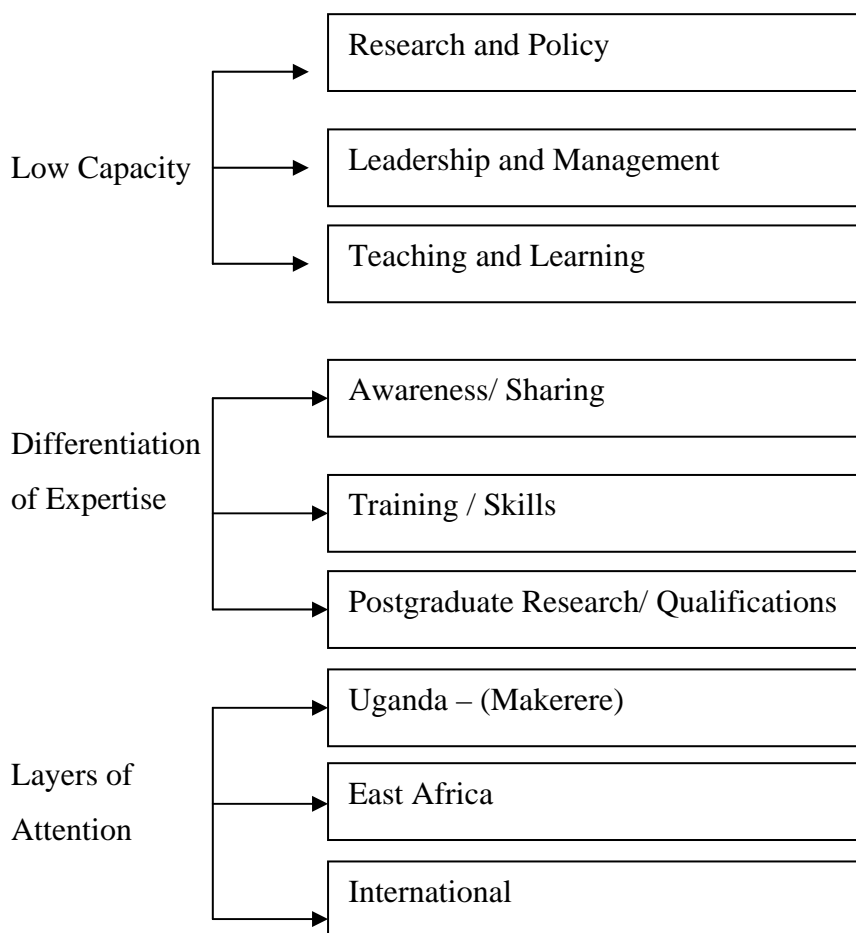 Low Capacity
Research and Policy
Leadership and Management
Teaching and Learning
Differentiation
of Expertise
Awareness/ Sharing
Training / Skills
Postgraduate Research/ Qualifications
Layers of
Attention
Uganda – (Makerere)
East Africa
International